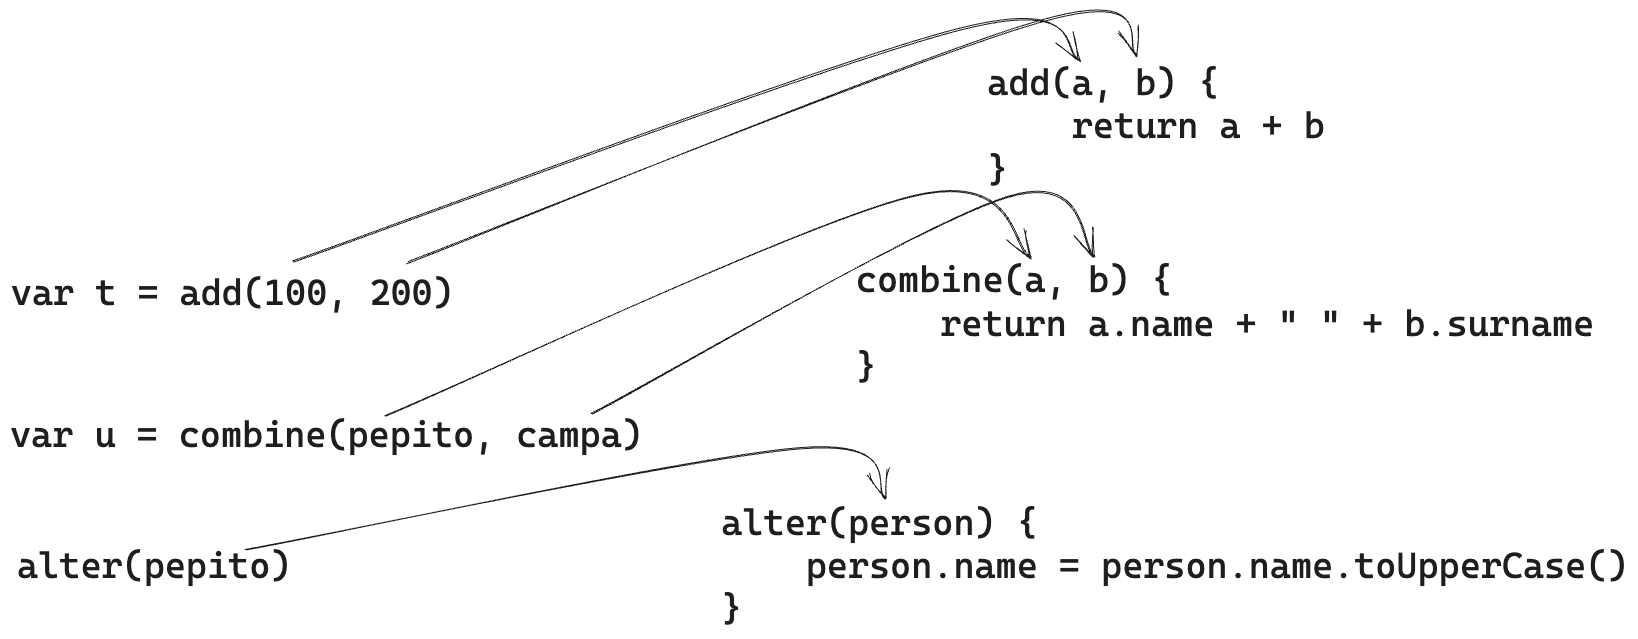 add(a, b) {
return a + b
}
var t = add(100, 200)
combine(a, b) {
return a.name + " " + b.surname
}
var u = combine(pepito, campa)
alter(person) {
alter(pepito)
person.name = person.name.toUpperCase()
}